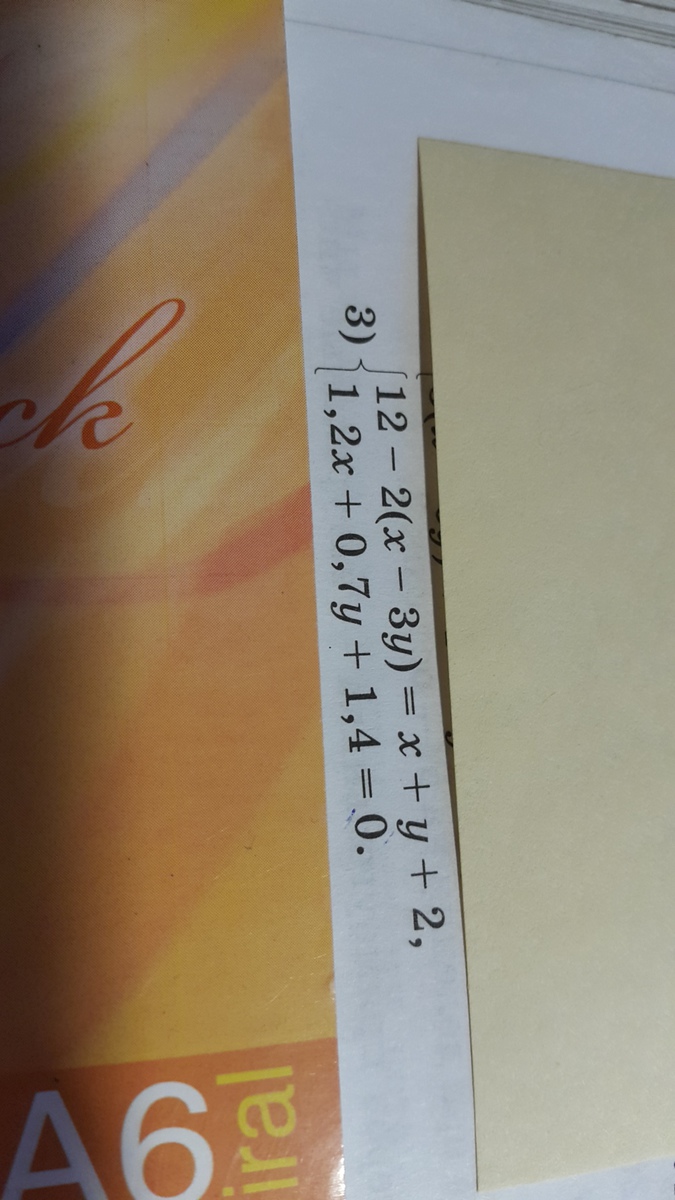 3) {12 − 2(x − 3y) = x + y + 2,
1,2x + 0,7y + 1,4 = 0.
ck
A6
iral